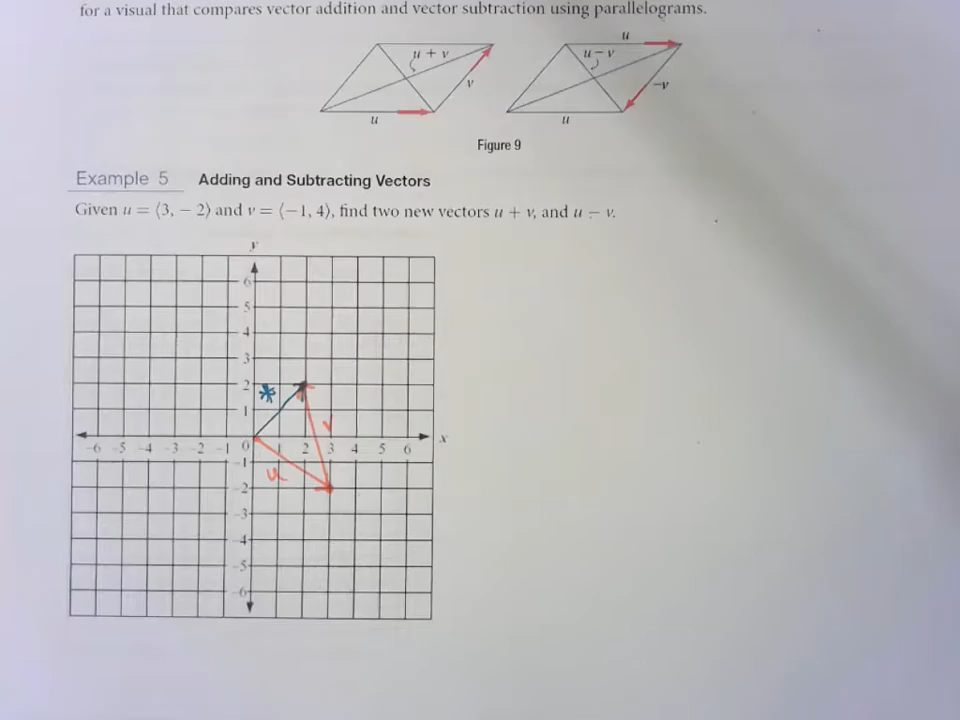 for a visual that compares vector addition and vector subtraction using parallelograms.
u + v
v
u
u
u − v
−v
u
Figure 9
Example 5 Adding and Subtracting Vectors
Given u = ⟨3, − 2⟩ and v = ⟨−1, 4⟩, find two new vectors u + v, and u − v.
y
6
5
4
3
2 *
1
v
-6 -5 -4 -3 -2 -1 0 1 2 3 4 5 6 x
-1
u
-2
-3
-4
-5
-6